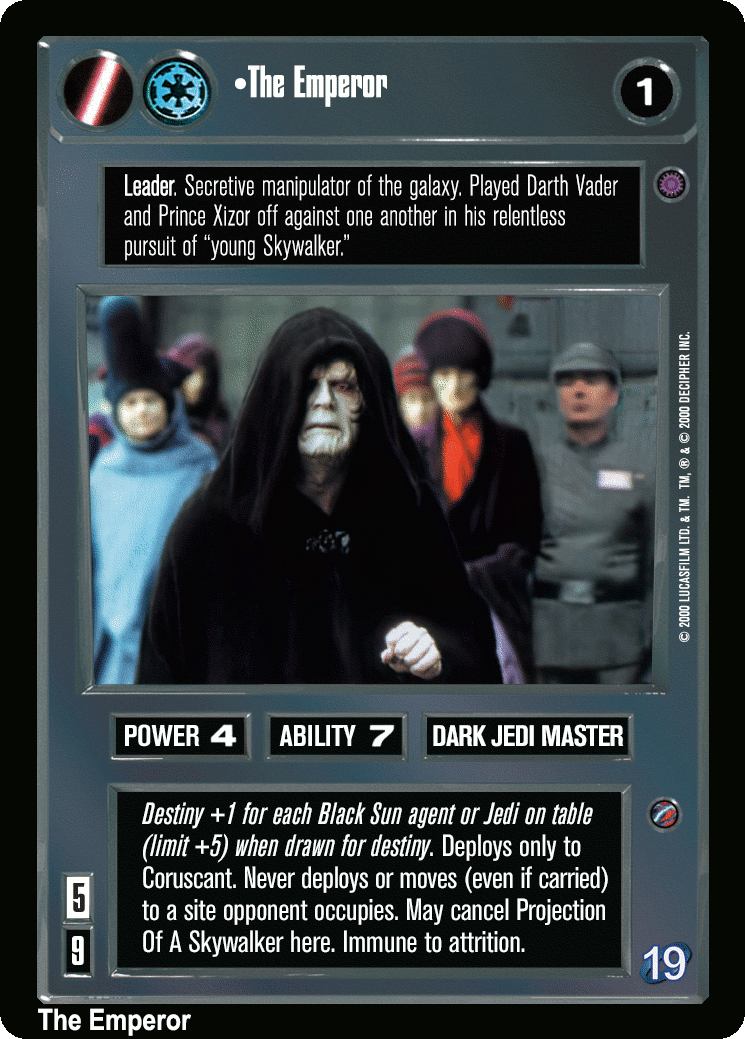 •The Emperor
1
Leader. Secretive manipulator of the galaxy. Played Darth Vader
and Prince Xizor off against one another in his relentless
pursuit of “young Skywalker.”
© 2000 LUCASFILM LTD. & TM. TM, ® & © 2000 DECIPHER INC.
POWER 4
ABILITY 7
DARK JEDI MASTER
Destiny +1 for each Black Sun agent or Jedi on table
(limit +5) when drawn for destiny. Deploys only to
Coruscant. Never deploys or moves (even if carried)
to a site opponent occupies. May cancel Projection
Of A Skywalker here. Immune to attrition.
5
9
19
The Emperor